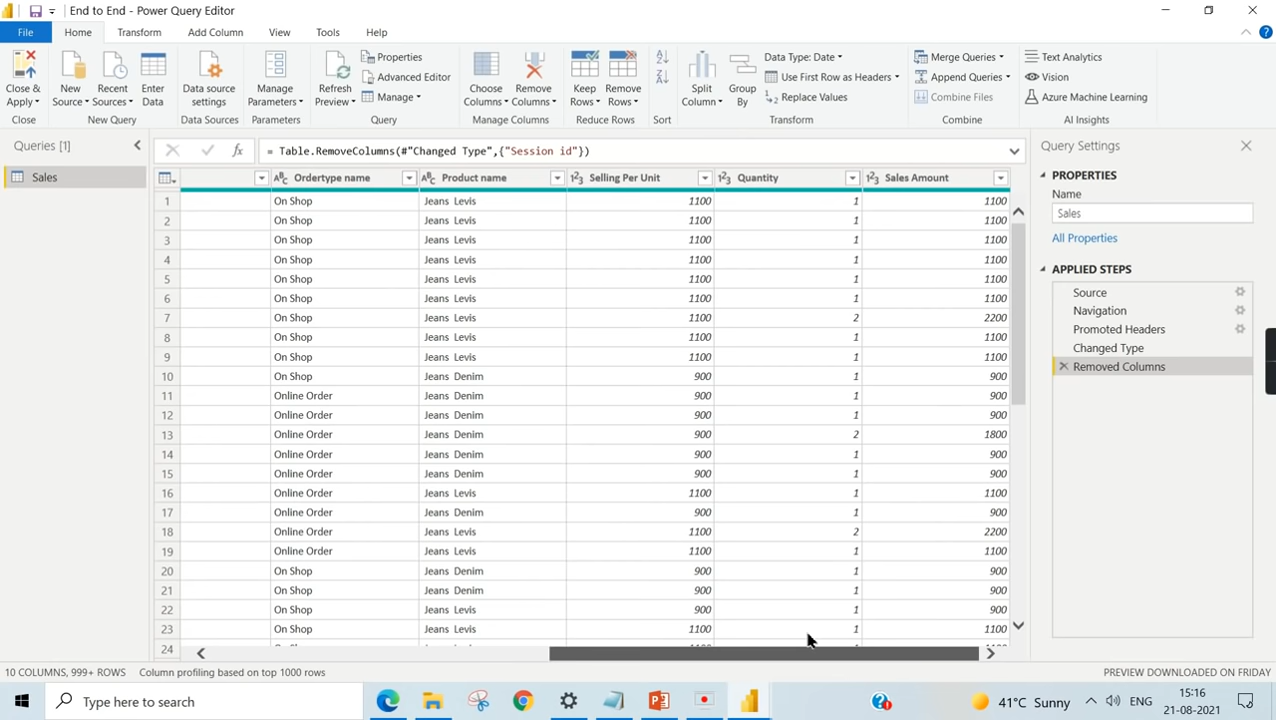 End to End - Power Query Editor
File Home Transform Add Column View Tools Help
Close & Apply
New Source
Recent Sources
Enter Data
Data source settings
Manage Parameters
Refresh Preview
Properties
Advanced Editor
Manage
Choose Columns
Remove Columns
Keep Rows
Remove Rows
Split Column
Group By
Data Type: Date
Use First Row as Headers
Replace Values
Merge Queries
Append Queries
Combine Files
Text Analytics
Vision
Azure Machine Learning
Close New Query Data Sources Parameters Query Manage Columns Reduce Rows Sort Transform Combine AI Insights
Queries [1]
Sales
fx = Table.RemoveColumns(#"Changed Type",{"Session id"})
ABC Ordertype name ABC Product name 123 Selling Per Unit 123 Quantity 123 Sales Amount
1 On Shop Jeans Levis 1100 1 1100
2 On Shop Jeans Levis 1100 1 1100
3 On Shop Jeans Levis 1100 1 1100
4 On Shop Jeans Levis 1100 1 1100
5 On Shop Jeans Levis 1100 1 1100
6 On Shop Jeans Levis 1100 1 1100
7 On Shop Jeans Levis 1100 2 2200
8 On Shop Jeans Levis 1100 1 1100
9 On Shop Jeans Levis 1100 1 1100
10 On Shop Jeans Denim 900 1 900
11 Online Order Jeans Denim 900 1 900
12 Online Order Jeans Denim 900 1 900
13 Online Order Jeans Denim 900 2 1800
14 Online Order Jeans Denim 900 1 900
15 Online Order Jeans Denim 900 1 900
16 Online Order Jeans Levis 1100 1 1100
17 Online Order Jeans Denim 900 1 900
18 Online Order Jeans Levis 1100 2 2200
19 Online Order Jeans Levis 1100 1 1100
20 On Shop Jeans Denim 900 1 900
21 On Shop Jeans Denim 900 1 900
22 On Shop Jeans Levis 900 1 900
23 On Shop Jeans Levis 1100 1 1100
24
Query Settings
PROPERTIES
Name
Sales
All Properties
APPLIED STEPS
Source
Navigation
Promoted Headers
Changed Type
Removed Columns
10 COLUMNS, 999+ ROWS Column profiling based on top 1000 rows PREVIEW DOWNLOADED ON FRIDAY
Type here to search
41°C Sunny ENG
15:16
21-08-2021